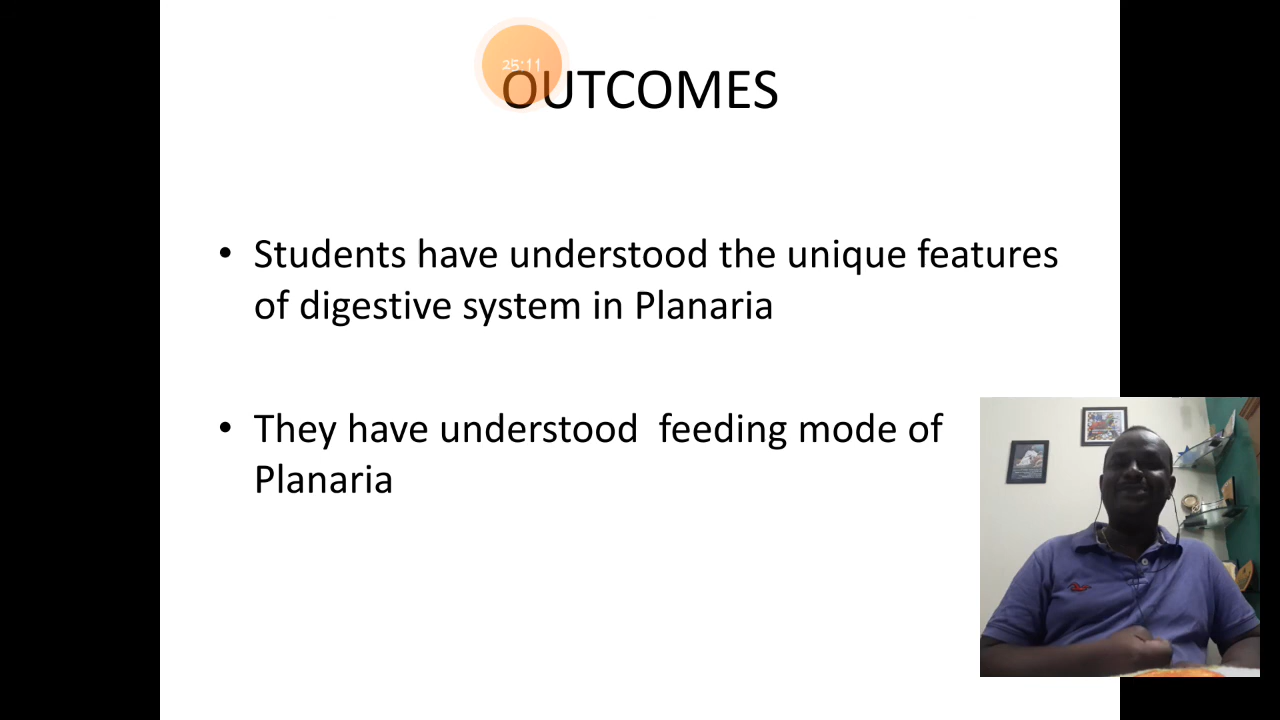 25:11
OUTCOMES
• Students have understood the unique features
of digestive system in Planaria
• They have understood feeding mode of
Planaria